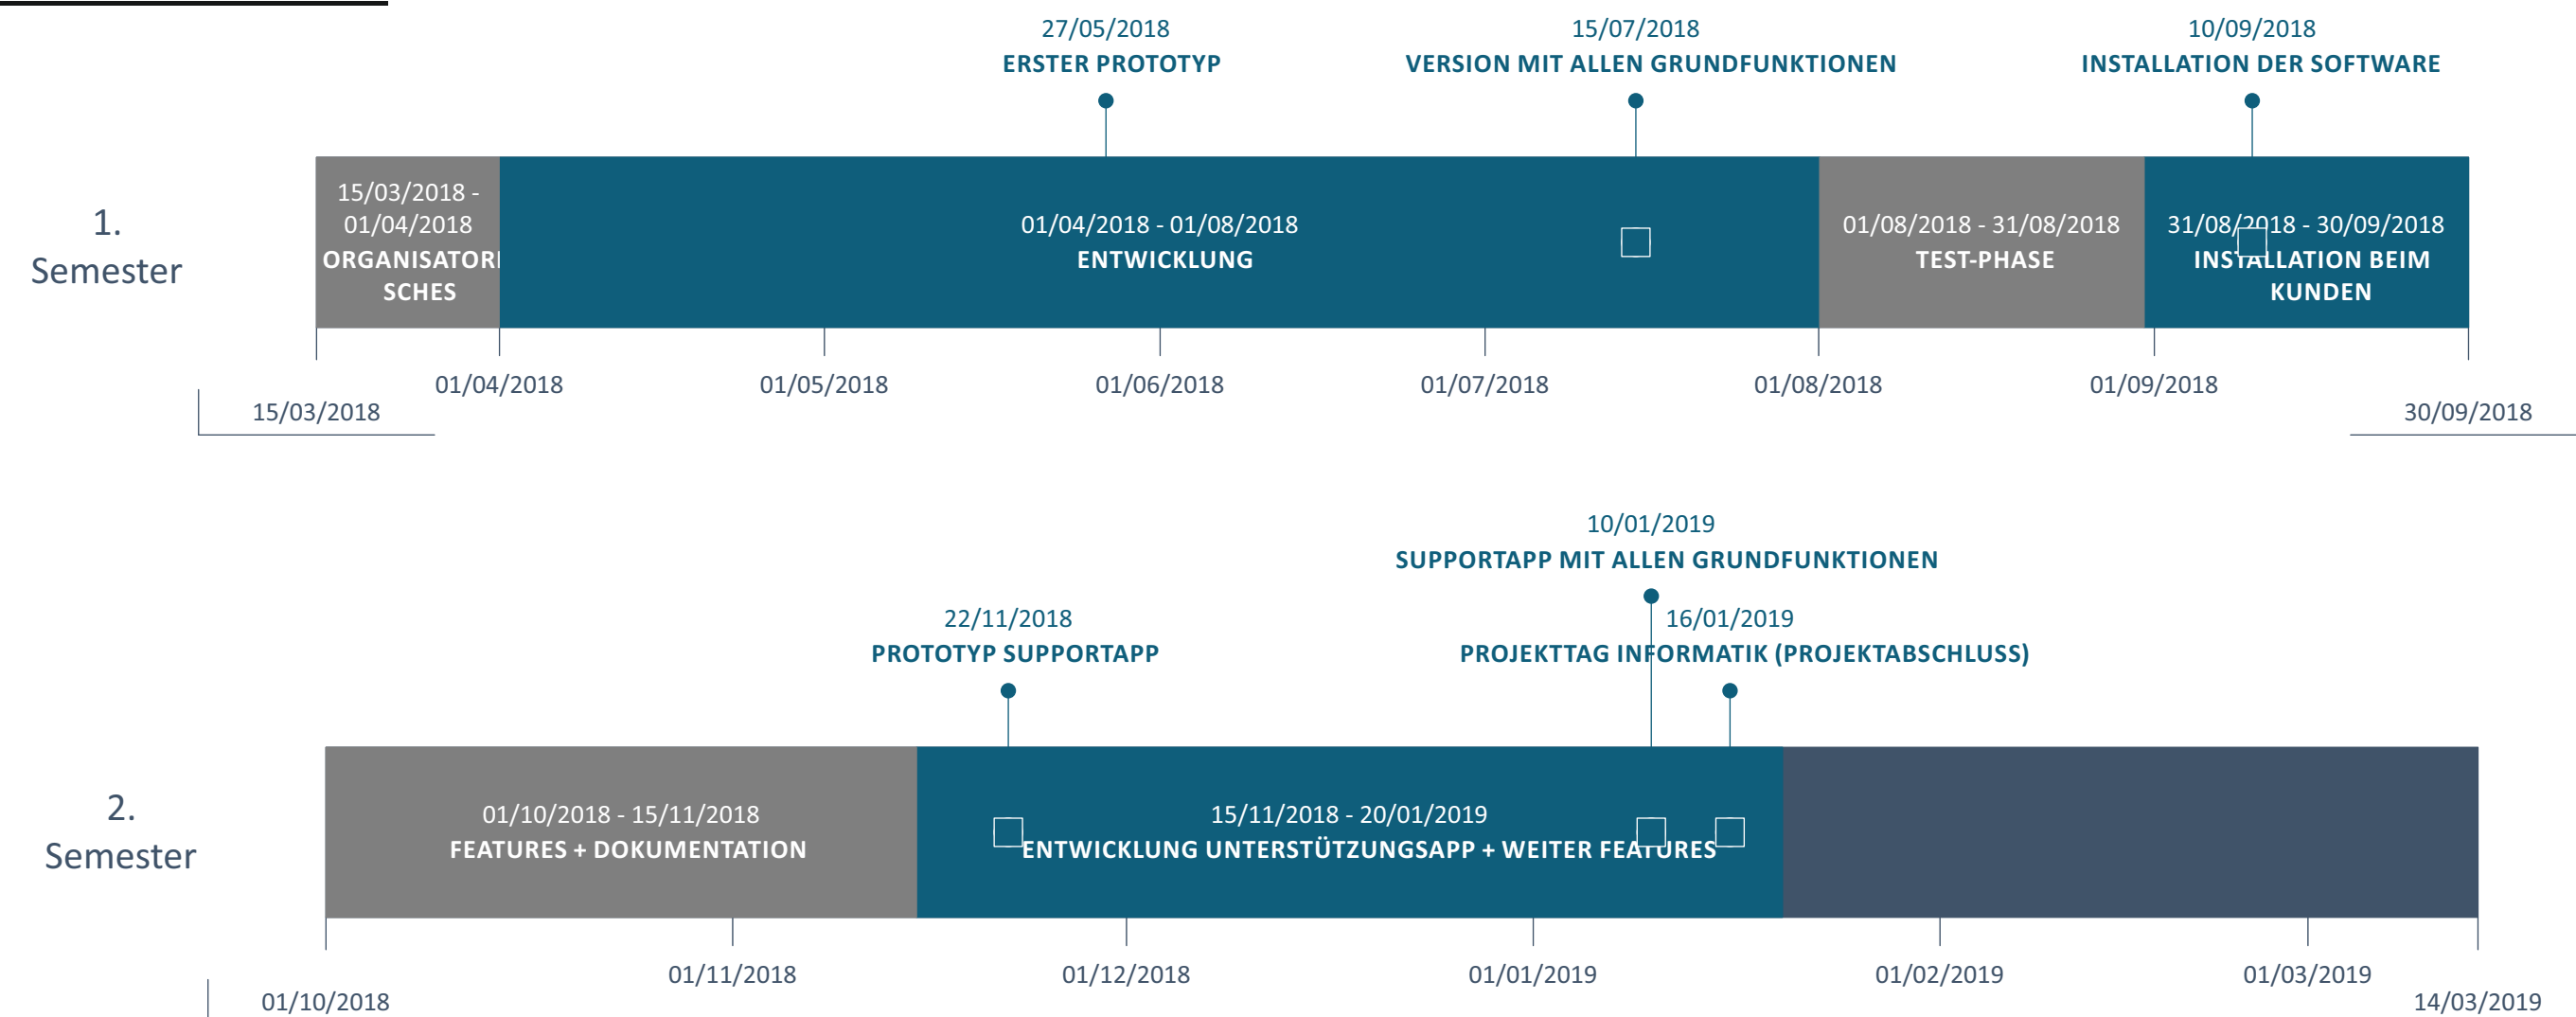 27/05/2018
ERSTER PROTOTYP
15/07/2018
VERSION MIT ALLEN GRUNDFUNKTIONEN
10/09/2018
INSTALLATION DER SOFTWARE
1.
Semester
15/03/2018 -
01/04/2018
ORGANISATORI
SCHES
01/04/2018 - 01/08/2018
ENTWICKLUNG
01/08/2018 - 31/08/2018
TEST-PHASE
31/08/2018 - 30/09/2018
INSTALLATION BEIM
KUNDEN
15/03/2018
01/04/2018
01/05/2018
01/06/2018
01/07/2018
01/08/2018
01/09/2018
30/09/2018
10/01/2019
SUPPORTAPP MIT ALLEN GRUNDFUNKTIONEN
22/11/2018
PROTOTYP SUPPORTAPP
16/01/2019
PROJEKTTAG INFORMATIK (PROJEKTABSCHLUSS)
2.
Semester
01/10/2018 - 15/11/2018
FEATURES + DOKUMENTATION
15/11/2018 - 20/01/2019
ENTWICKLUNG UNTERSTÜTZUNGSAPP + WEITER FEATURES
01/10/2018
01/11/2018
01/12/2018
01/01/2019
01/02/2019
01/03/2019
14/03/2019